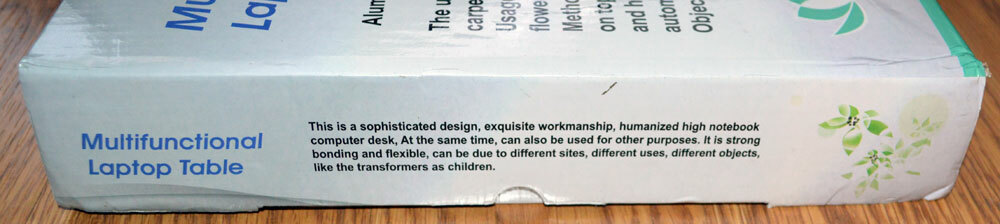 Mu
La
Alum
The u
carpe
Usag
flowe
Metho
on to
and h
autom
Objec
Multifunctional
Laptop Table
This is a sophisticated design, exquisite workmanship, humanized high notebook
computer desk, At the same time, can also be used for other purposes. It is strong
bonding and flexible, can be due to different sites, different uses, different objects,
like the transformers as children.